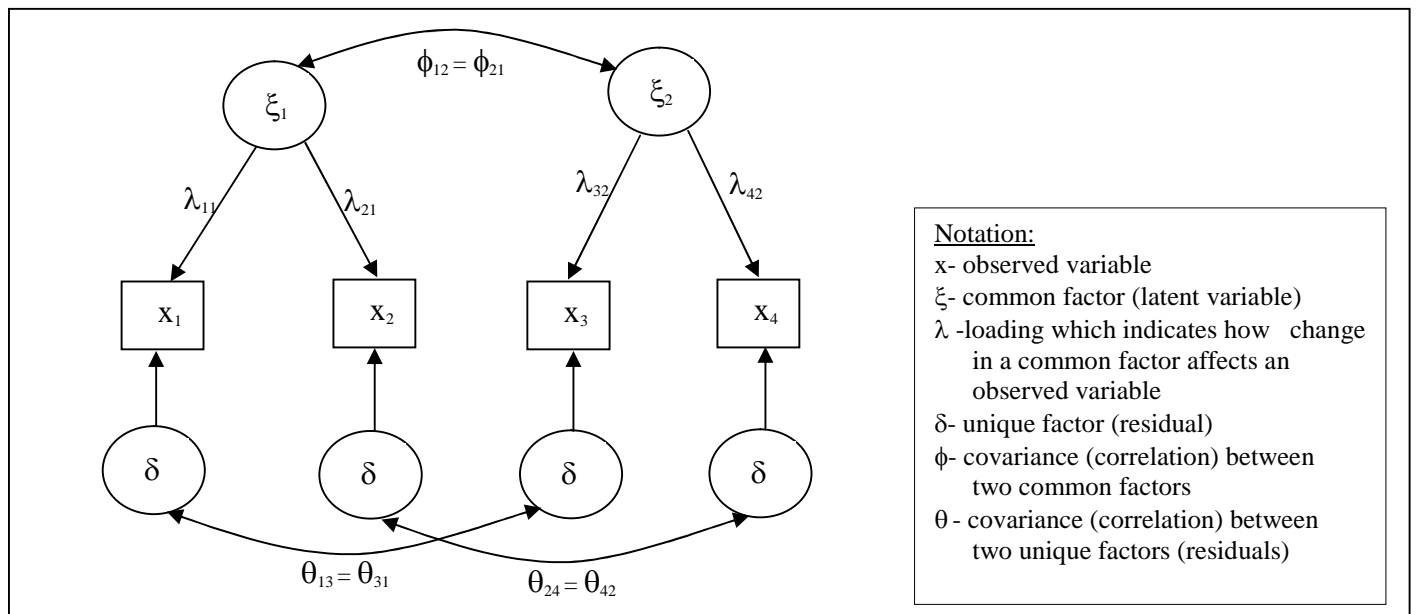 ϕ₁₂ = ϕ₂₁
ξ₁
ξ₂
λ₁₁
λ₂₁
λ₃₂
λ₄₂
x₁
x₂
x₃
x₄
δ
δ
δ
δ
θ₁₃ = θ₃₁
θ₂₄ = θ₄₂
Notation:
x- observed variable
ξ- common factor (latent variable)
λ -loading which indicates how change
in a common factor affects an
observed variable
δ- unique factor (residual)
ϕ- covariance (correlation) between
two common factors
θ - covariance (correlation) between
two unique factors (residuals)